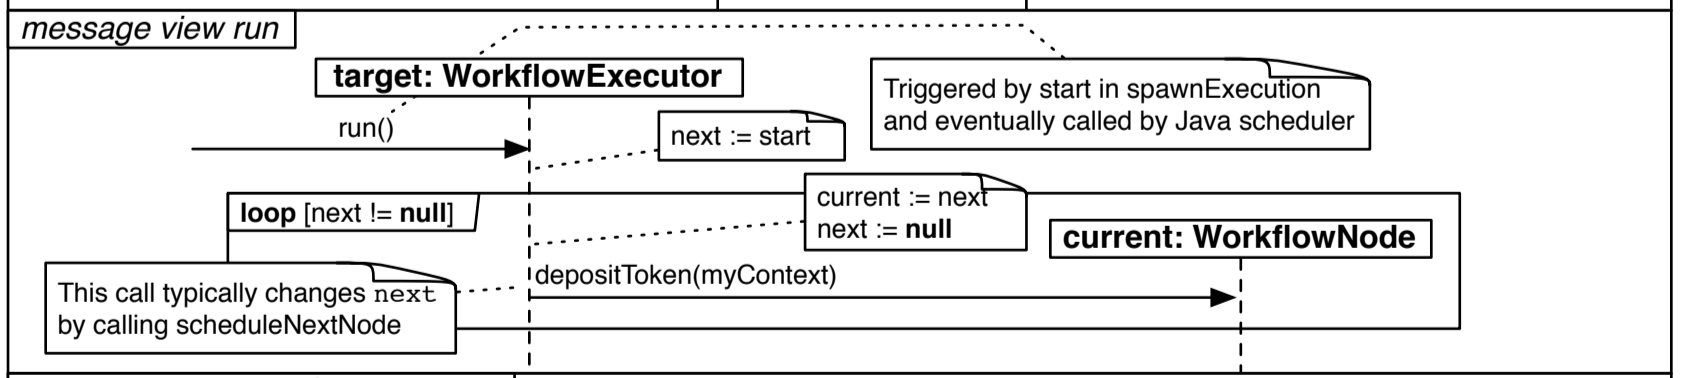 message view run
target: WorkflowExecutor
Triggered by start in spawnExecution
and eventually called by Java scheduler
run()
next := start
loop [next != null]
current := next
next := null
current: WorkflowNode
depositToken(myContext)
This call typically changes next
by calling scheduleNextNode